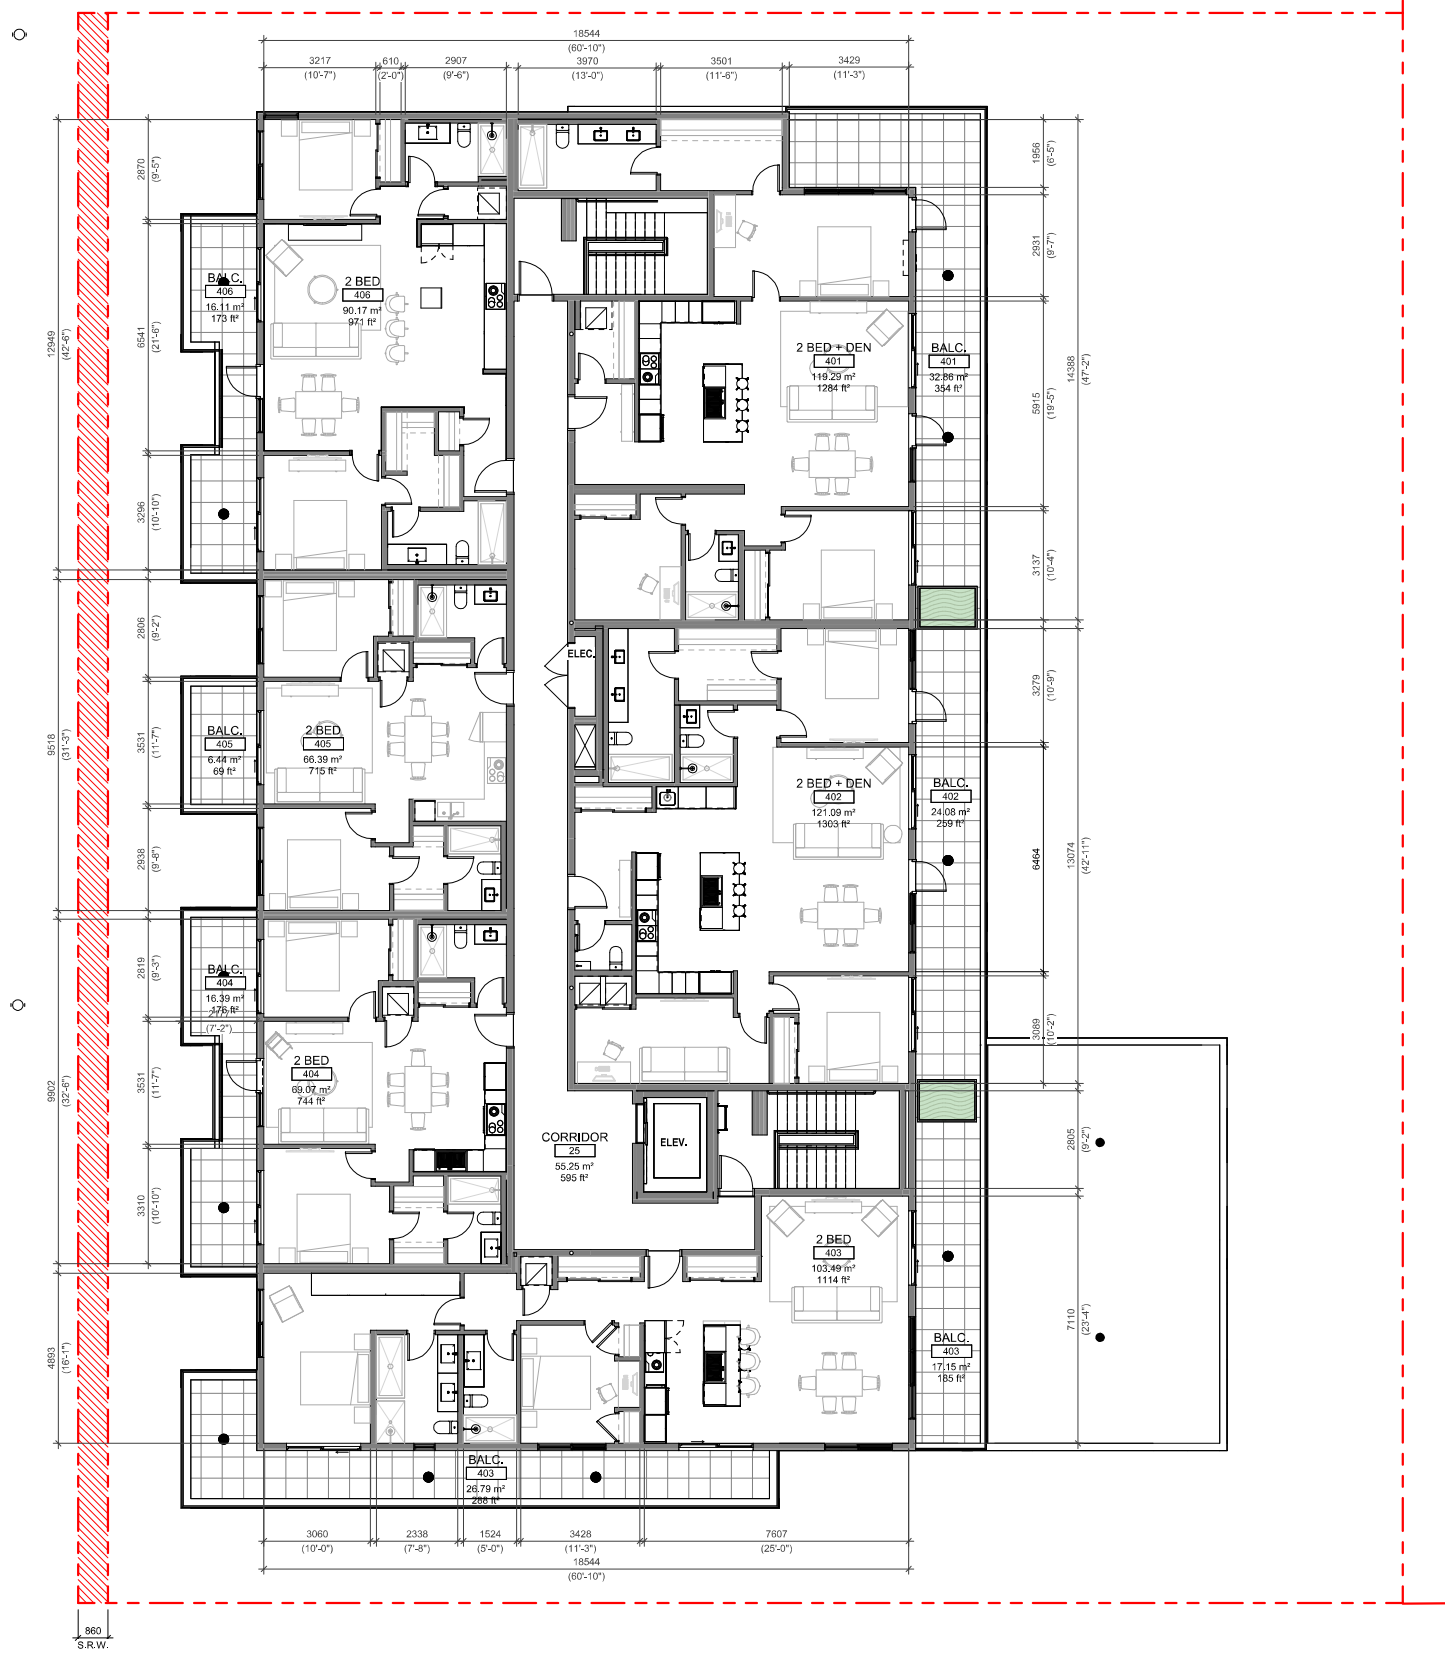 18544
(60'-10")
3217
(10'-7")
610
(2'-0")
2907
(9'-6")
3970
(13'-0")
3501
(11'-6")
3429
(11'-3")
2870
(9'-5")
1956
(6'-5")
2931
(9'-7")
BALC.
406
16.11 m²
173 ft²
2 BED
406
90.17 m²
971 ft²
12949
(42'-6")
6541
(21'-6")
2 BED + DEN
401
119.29 m²
1284 ft²
BALC.
401
32.86 m²
354 ft²
14388
(47'-2")
5915
(19'-5")
3296
(10'-10")
3137
(10'-4")
2806
(9'-2")
ELEC.
3279
(10'-9")
9518
(31'-3")
3531
(11'-7")
BALC.
405
6.44 m²
69 ft²
2 BED
405
66.39 m²
715 ft²
2 BED + DEN
402
121.09 m²
1303 ft²
BALC.
402
24.08 m²
259 ft²
6464
13074
(42'-11")
2938
(9'-8")
2819
(9'-3")
BALC.
404
16.39 m²
176 ft²
(7'-2")
3089
(10'-2")
9902
(32'-6")
3531
(11'-7")
2 BED
404
69.07 m²
744 ft²
CORRIDOR
25
55.25 m²
595 ft²
ELEV.
2805
(9'-2")
3310
(10'-10")
2 BED
403
103.49 m²
1114 ft²
7110
(23'-4")
4893
(16'-1")
BALC.
403
17.15 m²
185 ft²
BALC.
403
26.79 m²
288 ft²
3060
(10'-0")
2338
(7'-8")
1524
(5'-0")
3428
(11'-3")
7607
(25'-0")
18544
(60'-10")
860
S.R.W.